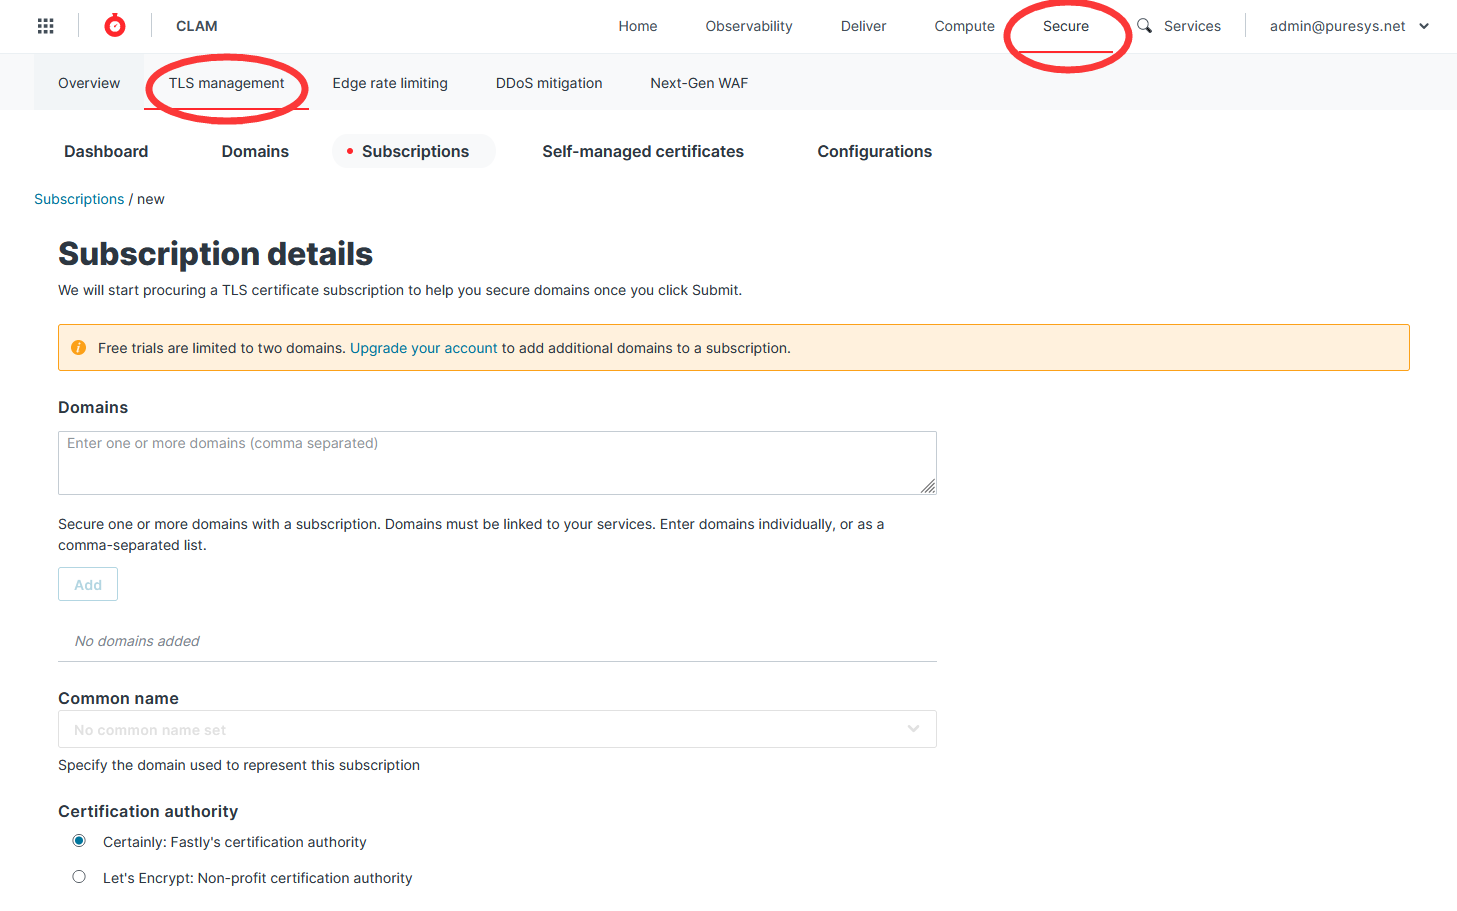 CLAM Home Observability Deliver Compute Secure Services admin@puresys.net
Overview TLS management Edge rate limiting DDoS mitigation Next-Gen WAF
Dashboard Domains Subscriptions Self-managed certificates Configurations
Subscriptions / new
Subscription details
We will start procuring a TLS certificate subscription to help you secure domains once you click Submit.
Free trials are limited to two domains. Upgrade your account to add additional domains to a subscription.
Domains
Enter one or more domains (comma separated)
Secure one or more domains with a subscription. Domains must be linked to your services. Enter domains individually, or as a
comma-separated list.
Add
No domains added
Common name
No common name set
Specify the domain used to represent this subscription
Certification authority
Certainly: Fastly's certification authority
Let's Encrypt: Non-profit certification authority